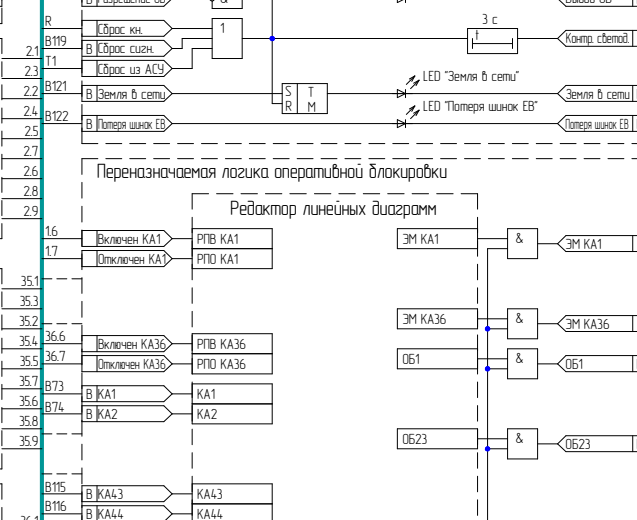 &
R
Сброс кн.
1
3 с
t
Контр. светод.
B119
B Сброс сигн.
2.1
T1
Сброс из АСУ
2.3
B121
B Земля в сети
2.2
S T
R M
LED "Земля в сети"
Земля в сети
2.4
B122
B Потеря шинок ЕВ
LED "Потеря шинок ЕВ"
Потеря шинок ЕВ
2.5
2.7
2.6
Переназначаемая логика оперативной блокировки
2.8
2.9
Редактор линейных диаграмм
1.6
Включен КА1
РПВ КА1
ЭМ КА1
&
ЭМ КА1
1.7
Отключен КА1
РПО КА1
35.1
35.3
35.2
ЭМ КА36
&
ЭМ КА36
35.4
36.6
Включен КА36
РПВ КА36
35.5
36.7
Отключен КА36
РПО КА36
ОБ1
&
ОБ1
35.7
B73
B КА1
КА1
35.6
B74
B КА2
КА2
35.8
35.9
ОБ23
&
ОБ23
B115
B КА43
КА43
B116
B КА44
КА44